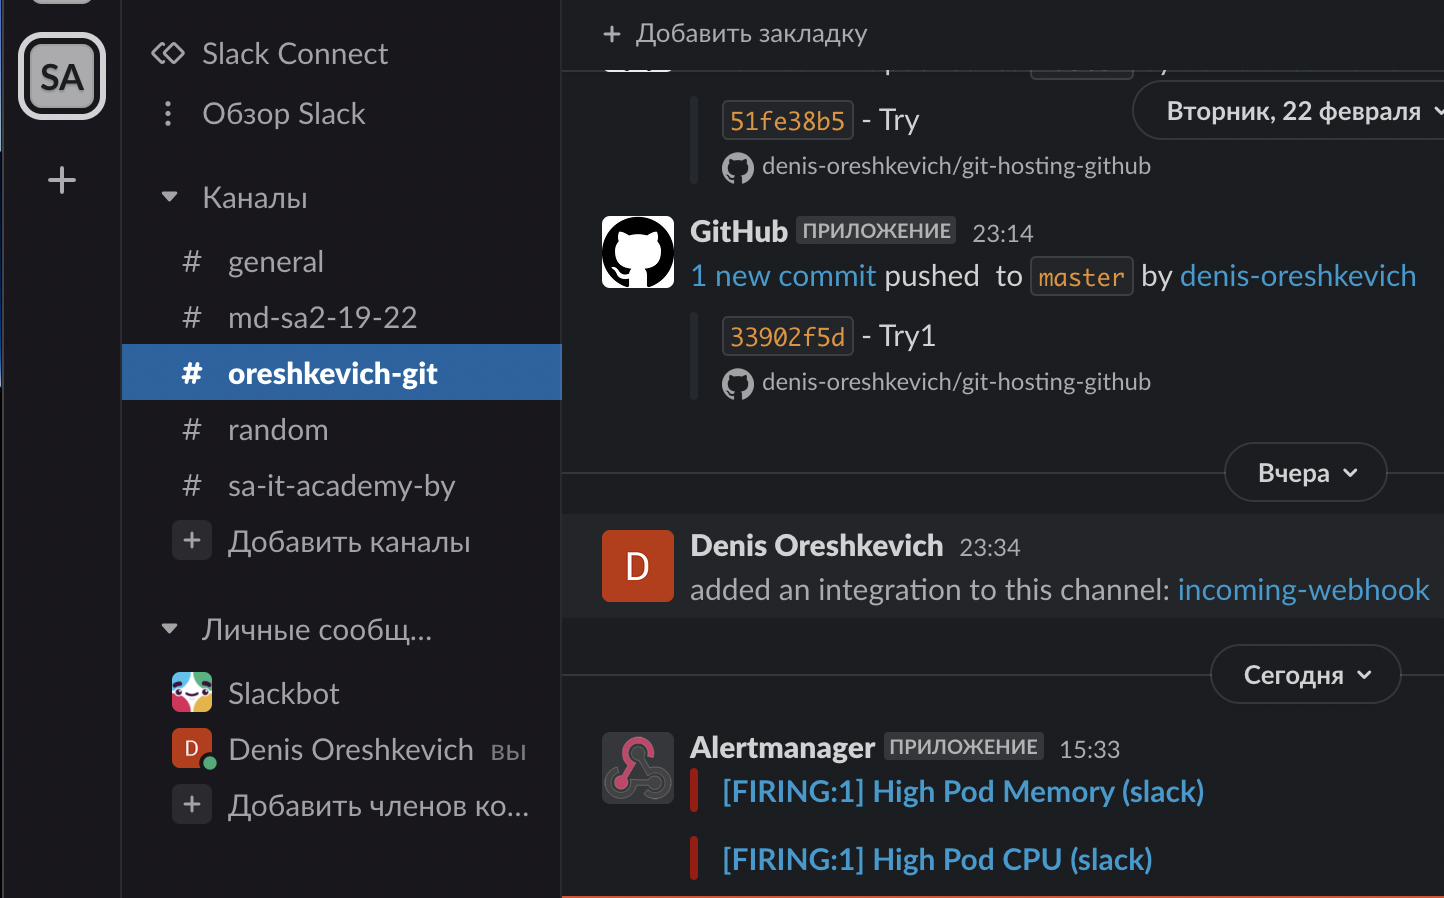 SA
Slack Connect
Обзор Slack
Каналы
# general
# md-sa2-19-22
# oreshkevich-git
# random
# sa-it-academy-by
+ Добавить каналы
Личные сообщ...
Slackbot
D Denis Oreshkevich вы
+ Добавить членов ко...
+ Добавить закладку
Вторник, 22 февраля
51fe38b5 - Try
denis-oreshkevich/git-hosting-github
GitHub ПРИЛОЖЕНИЕ 23:14
1 new commit pushed to master by denis-oreshkevich
33902f5d - Try1
denis-oreshkevich/git-hosting-github
Вчера
D
Denis Oreshkevich 23:34
added an integration to this channel: incoming-webhook
Сегодня
Alertmanager ПРИЛОЖЕНИЕ 15:33
[FIRING:1] High Pod Memory (slack)
[FIRING:1] High Pod CPU (slack)